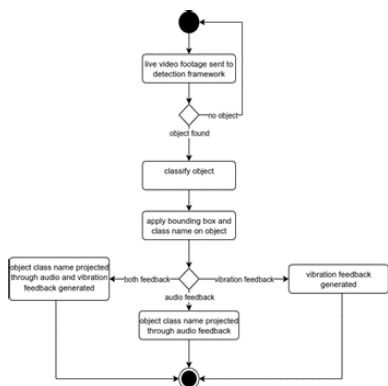 live video footage sent to
detection framework
no object
object found
classify object
apply bounding box and
class name on object
object class name projected
through audio and vibration
feedback generated
both feedback
vibration feedback
vibration feedback
generated
audio feedback
object class name projected
through audio feedback